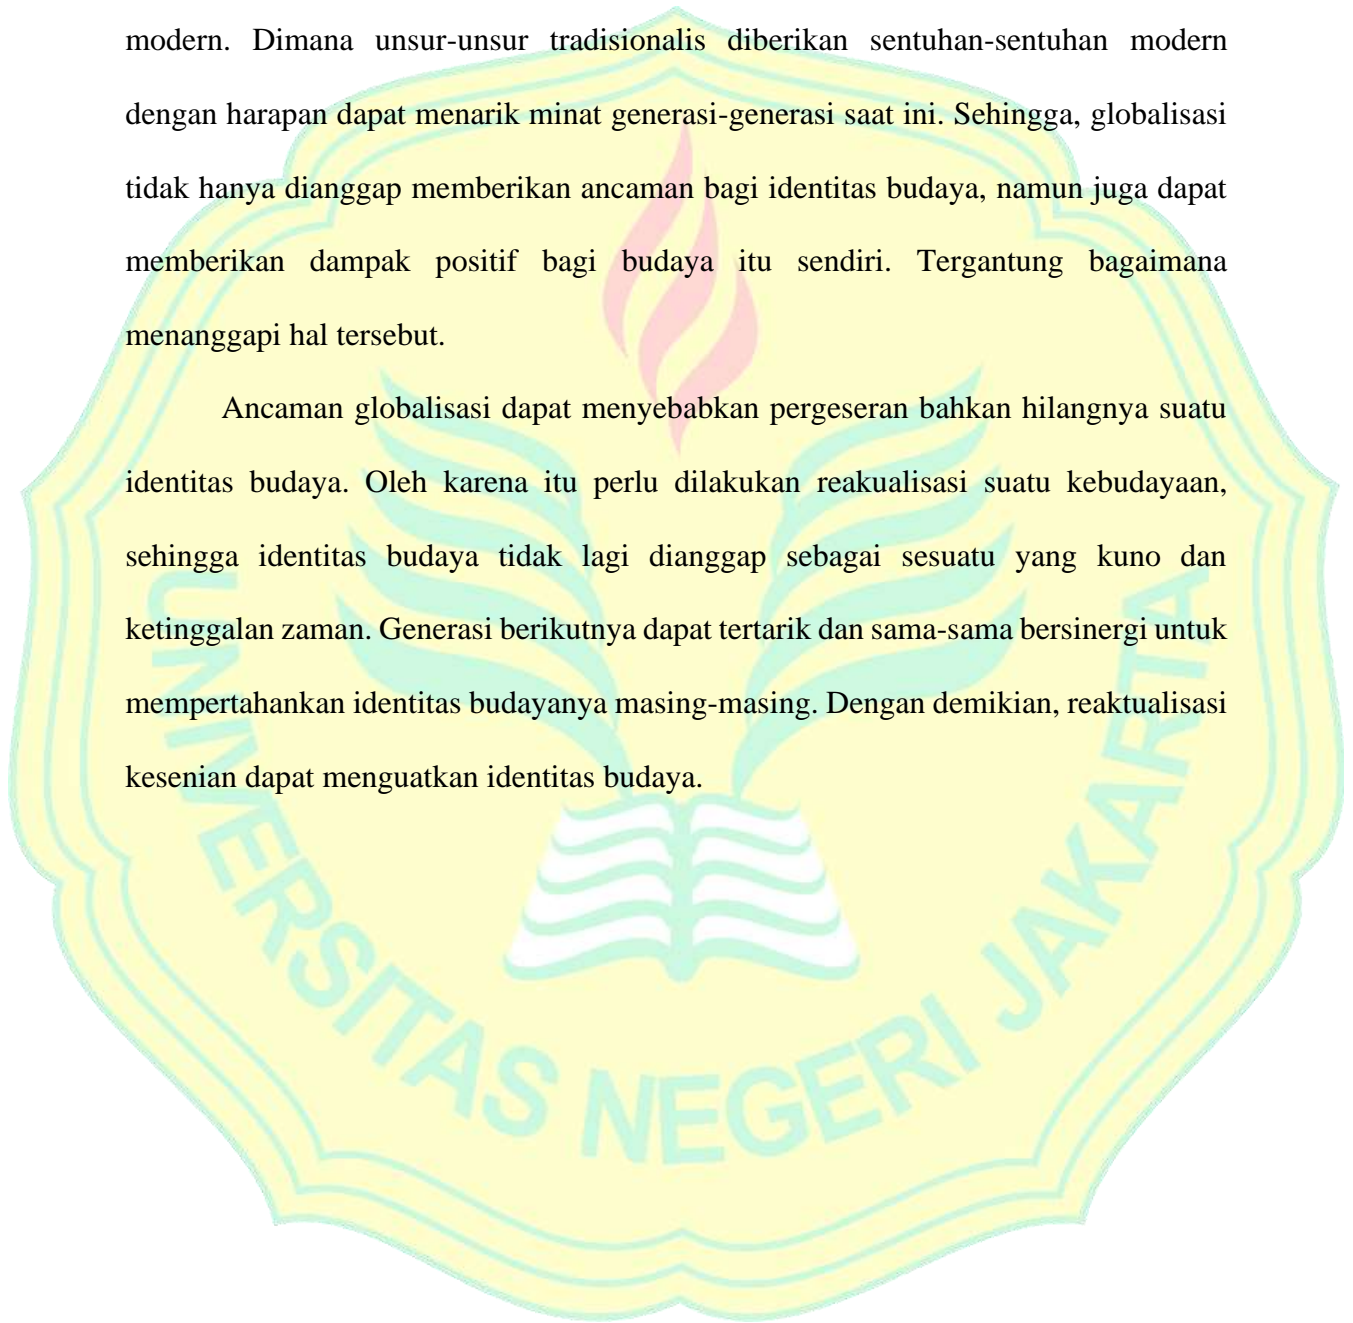 modern. Dimana unsur-unsur tradisionalis diberikan sentuhan-sentuhan modern
dengan harapan dapat menarik minat generasi-generasi saat ini. Sehingga, globalisasi
tidak hanya dianggap memberikan ancaman bagi identitas budaya, namun juga dapat
memberikan dampak positif bagi budaya itu sendiri. Tergantung bagaimana
menanggapi hal tersebut.
Ancaman globalisasi dapat menyebabkan pergeseran bahkan hilangnya suatu
identitas budaya. Oleh karena itu perlu dilakukan reakualisasi suatu kebudayaan,
sehingga identitas budaya tidak lagi dianggap sebagai sesuatu yang kuno dan
ketinggalan zaman. Generasi berikutnya dapat tertarik dan sama-sama bersinergi untuk
mempertahankan identitas budayanya masing-masing. Dengan demikian, reaktualisasi
kesenian dapat menguatkan identitas budaya.
UNIVERSITAS NEGERI JAKARTA